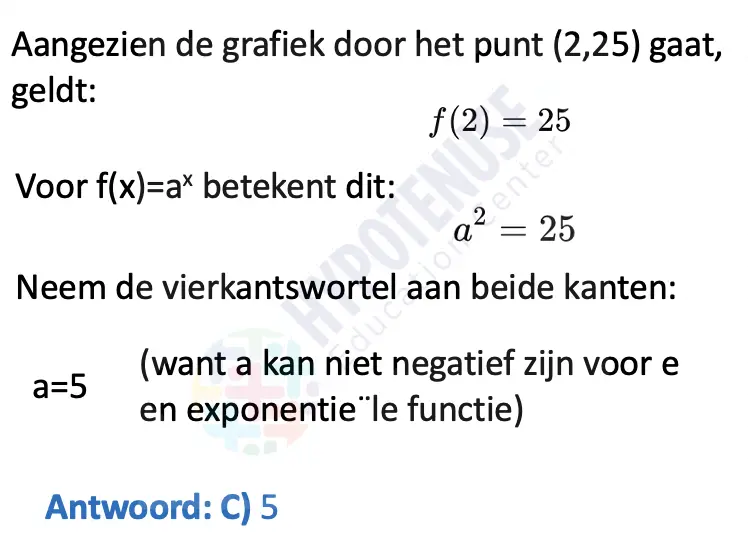 Aangezien de grafiek door het punt (2,25) gaat,
geldt:
f(2) = 25
Voor f(x)=aˣ betekent dit:
a² = 25
Neem de vierkantswortel aan beide kanten:
(want a kan niet negatief zijn voor e
a=5
en exponentie¨le functie)
Antwoord: C) 5
HYPOTENUSE
Education Center